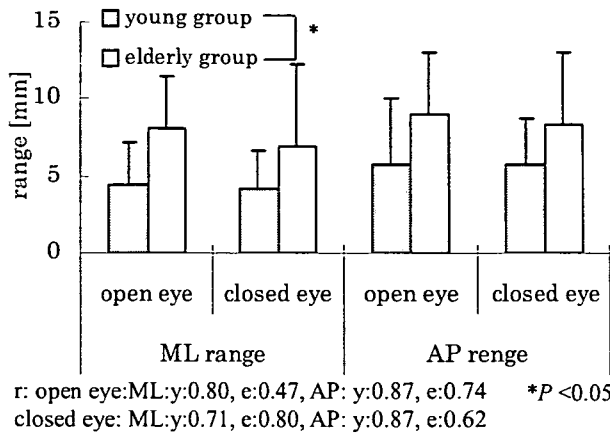 15
young group
*
elderly group
10
range [mm]
5
0
open eye closed eye open eye closed eye
ML range AP renge
r: open eye:ML:y:0.80, e:0.47, AP: y:0.87, e:0.74 *P <0.05
closed eye: ML:y:0.71, e:0.80, AP: y:0.87, e:0.62